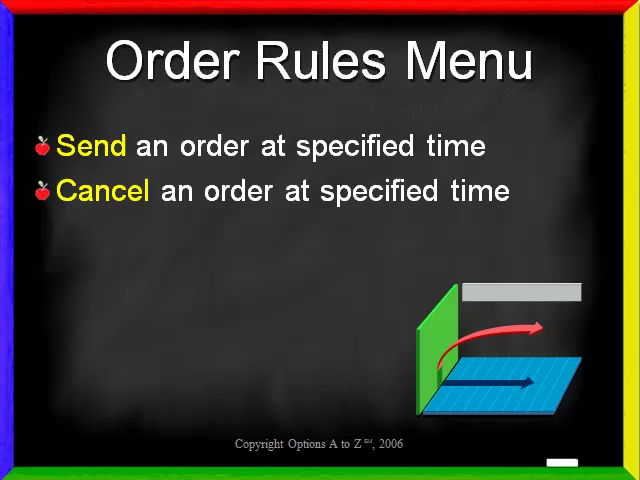 Order Rules Menu
Send an order at specified time
Cancel an order at specified time
Copyright Options A to Z ℠, 2006